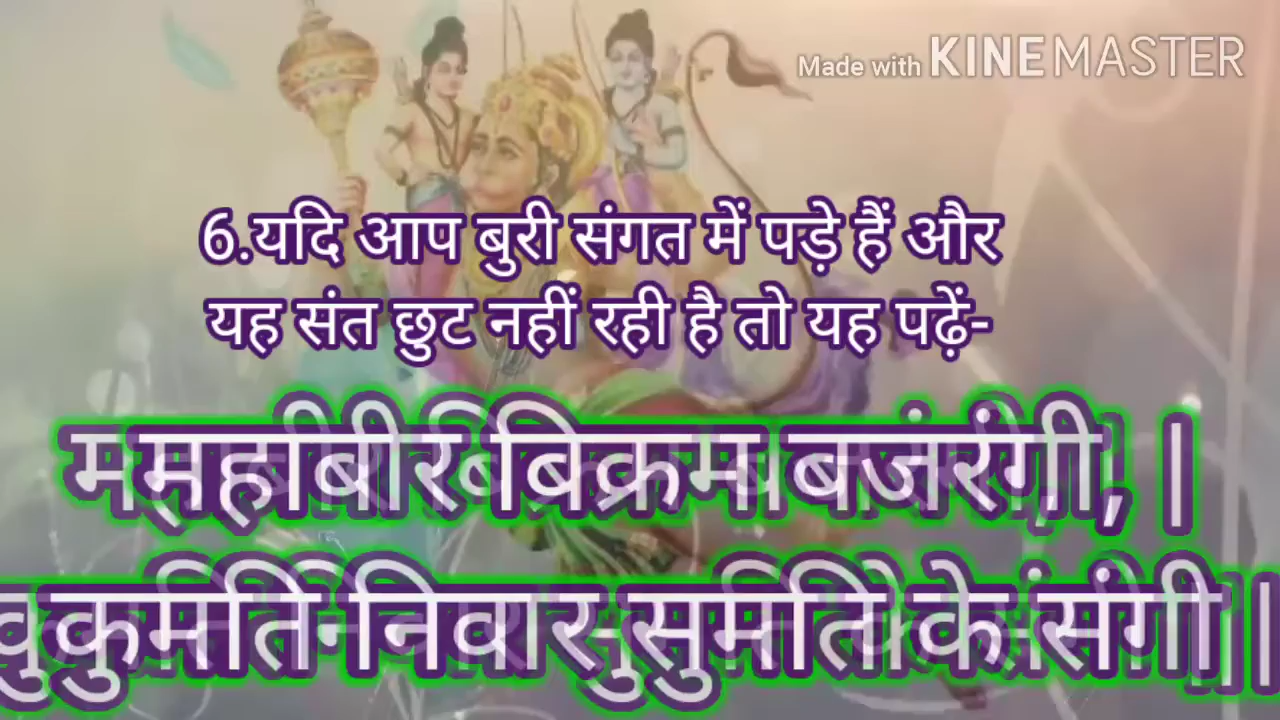 Made with KINEMASTER
6.यदि आप बुरी संगत में पड़े हैं और
यह संत छुट नहीं रही है तो यह पढ़ें-
महाबीर बिक्रम बजरंगी, |
कुमति निवार सुमति के संगी||